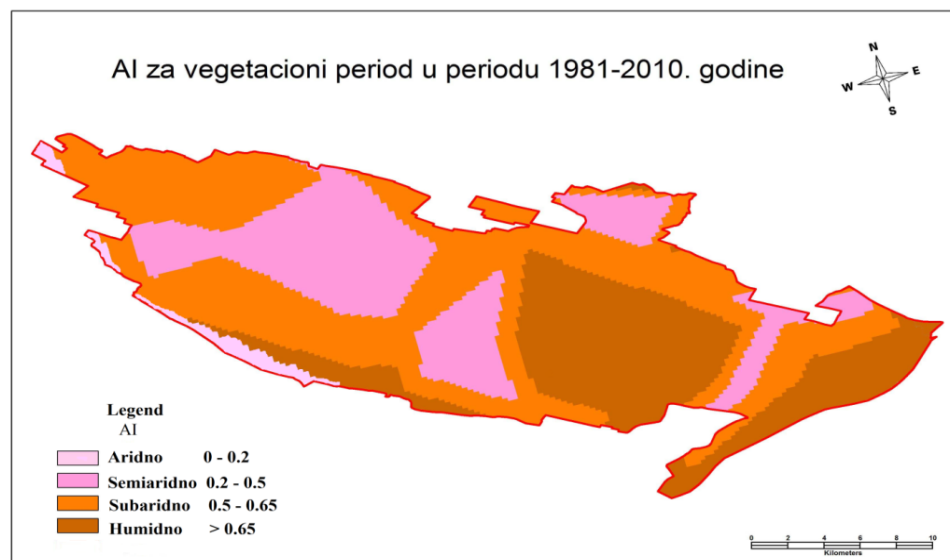 AI za vegetacioni period u periodu 1981-2010. godine
N
W E
S
Legend
AI
Aridno 0 - 0.2
Semiaridno 0.2 - 0.5
Subaridno 0.5 - 0.65
Humidno > 0.65
0 2 4 6 8 10
Kilometers